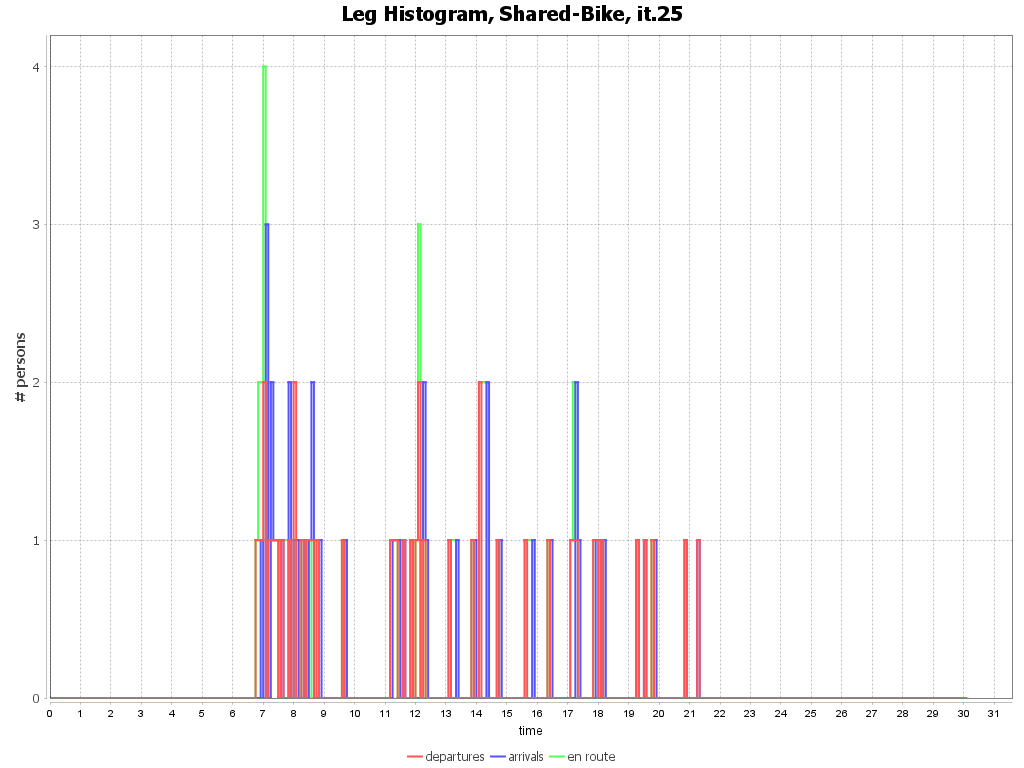 Leg Histogram, Shared-Bike, it.25
# persons
4
3
2
1
0
0 1 2 3 4 5 6 7 8 9 10 11 12 13 14 15 16 17 18 19 20 21 22 23 24 25 26 27 28 29 30 31
time
departures arrivals en route